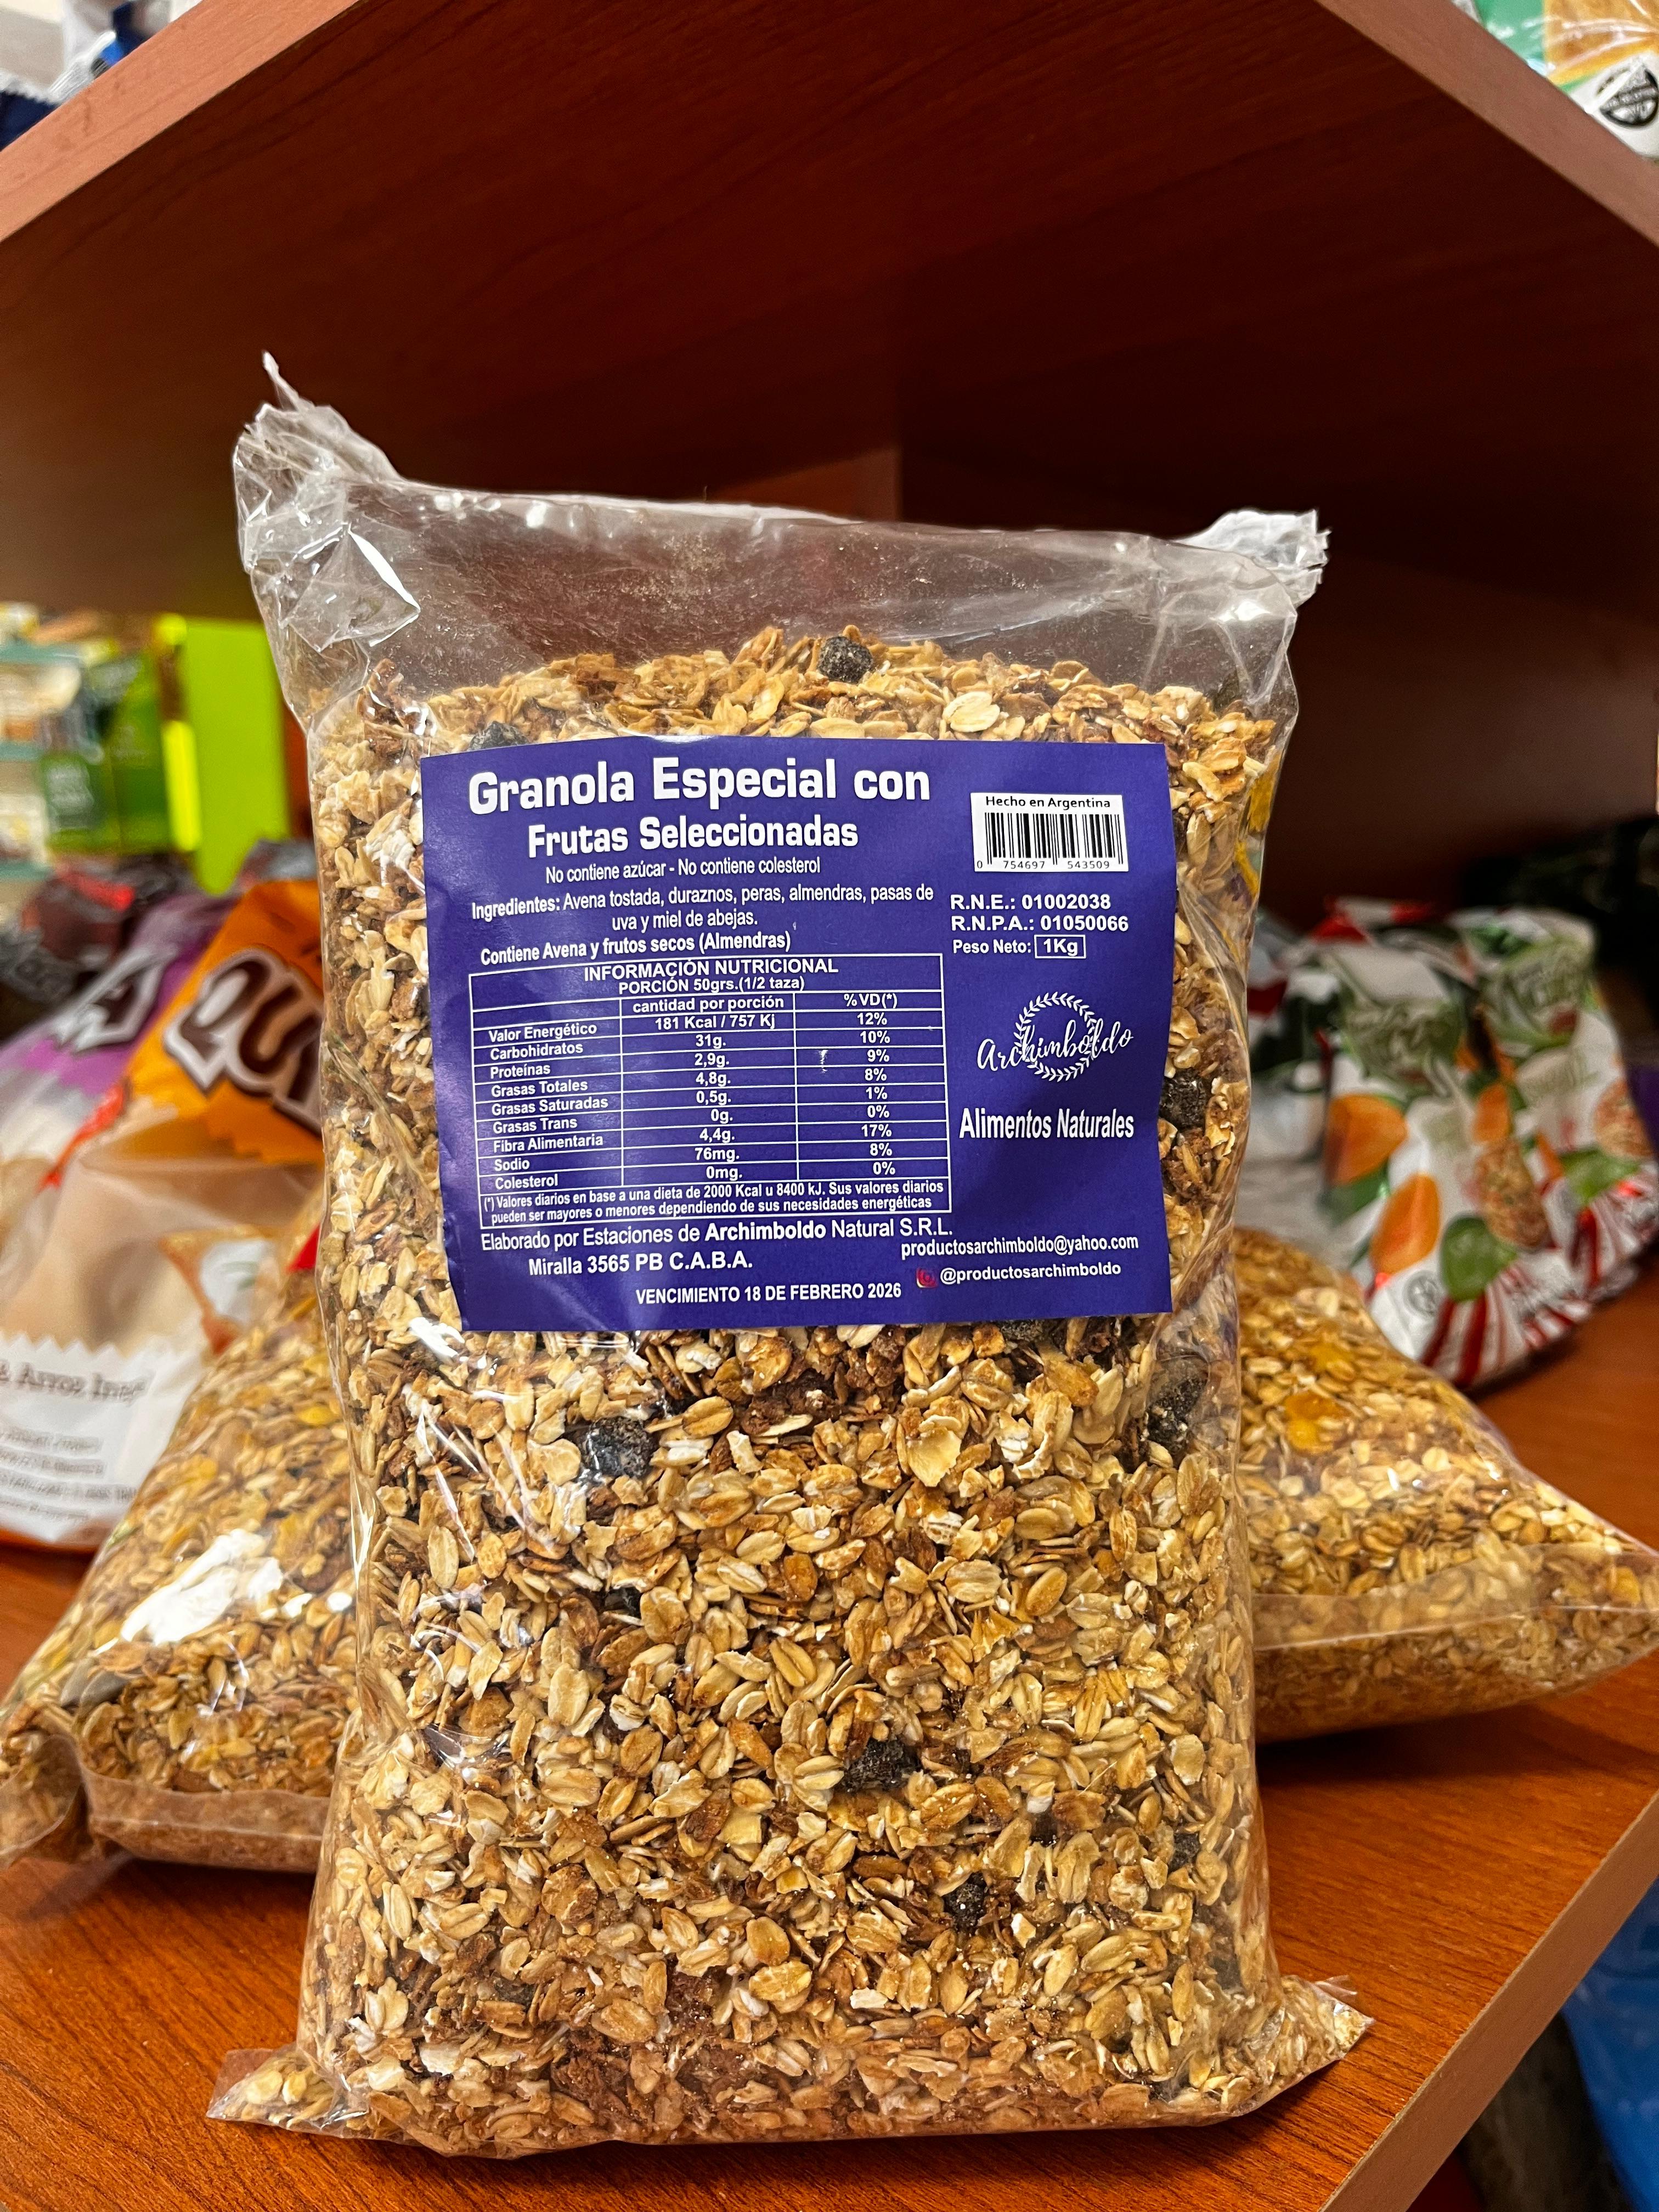 Granola Especial con
Frutas Seleccionadas
No contiene azúcar - No contiene colesterol
Ingredientes: Avena tostada, duraznos, peras, almendras, pasas de
uva y miel de abejas.
Contiene Avena y frutos secos (Almendras)
INFORMACIÓN NUTRICIONAL
PORCIÓN 50grs.(1/2 taza)
cantidad por porción %VD(*)
Valor Energético 181 Kcal / 757 Kj 12%
Carbohidratos 31g. 10%
Proteínas 2,9g. 9%
Grasas Totales 4,8g. 8%
Grasas Saturadas 0,5g. 1%
Grasas Trans 0g. 0%
Fibra Alimentaria 4,4g. 17%
Sodio 76mg. 8%
Colesterol 0mg. 0%
(*) Valores diarios en base a una dieta de 2000 Kcal u 8400 kJ. Sus valores diarios
pueden ser mayores o menores dependiendo de sus necesidades energéticas
Elaborado por Estaciones de Archimboldo Natural S.R.L.
Miralla 3565 PB C.A.B.A.
VENCIMIENTO 18 DE FEBRERO 2026
Hecho en Argentina
0 754697 543509
R.N.E.: 01002038
R.N.P.A.: 01050066
Peso Neto: 1Kg
Archimboldo
Alimentos Naturales
productosarchimboldo@yahoo.com
@productosarchimboldo
& Arroz